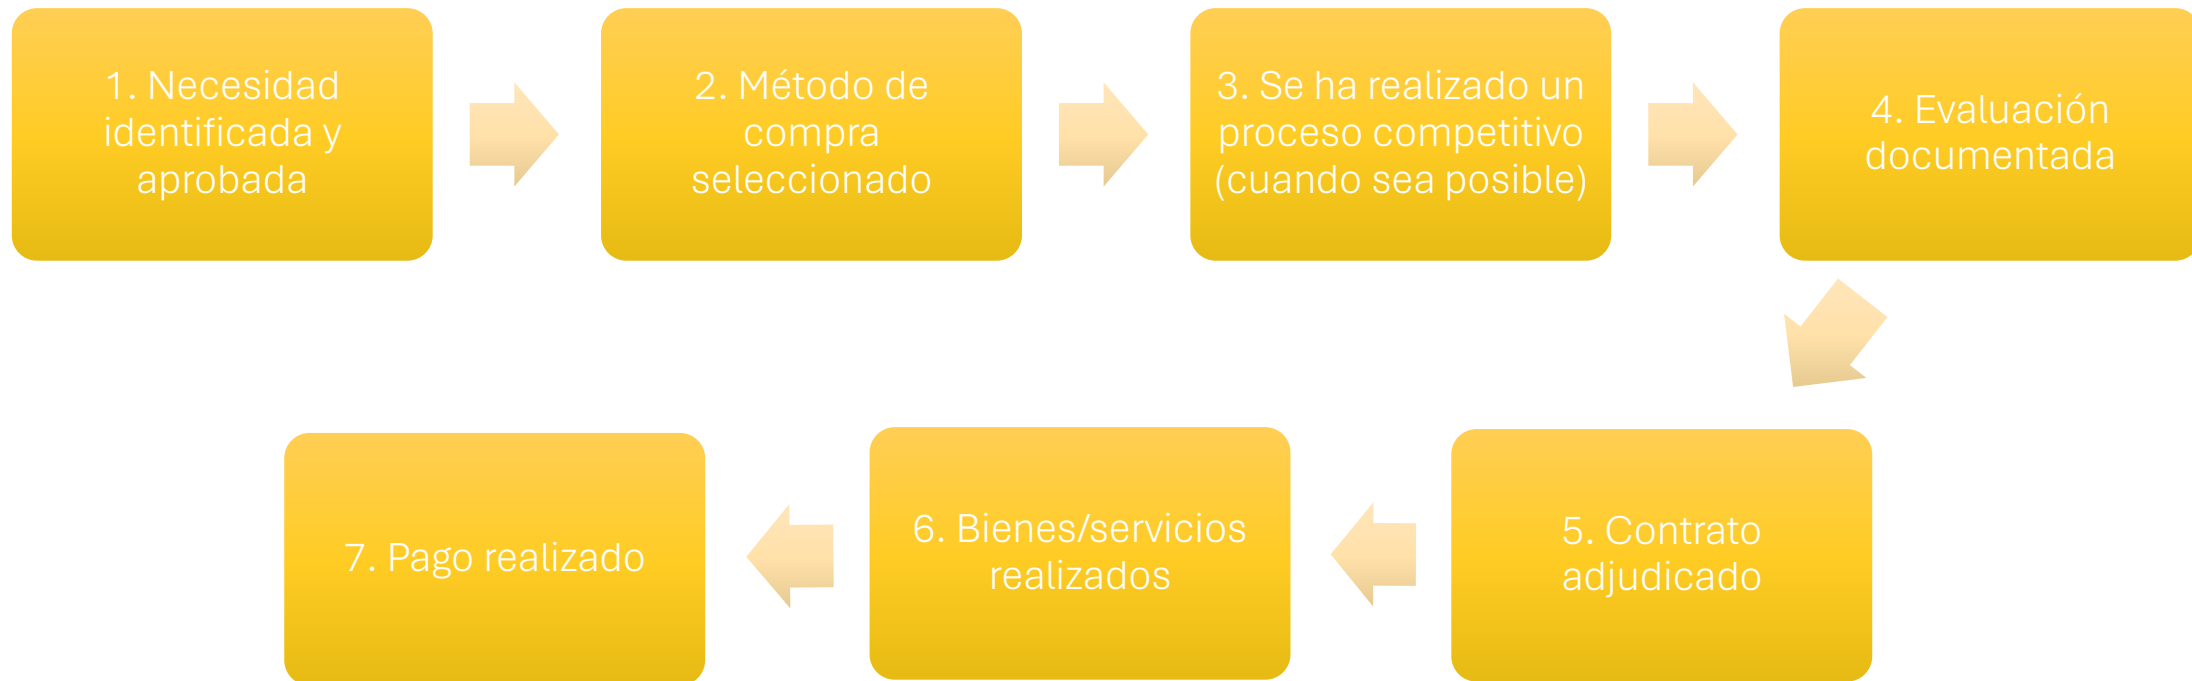 1. Necesidad
identificada y
aprobada
2. Método de
compra
seleccionado
3. Se ha realizado un
proceso competitivo
(cuando sea posible)
4. Evaluación
documentada
5. Contrato
adjudicado
6. Bienes/servicios
realizados
7. Pago realizado